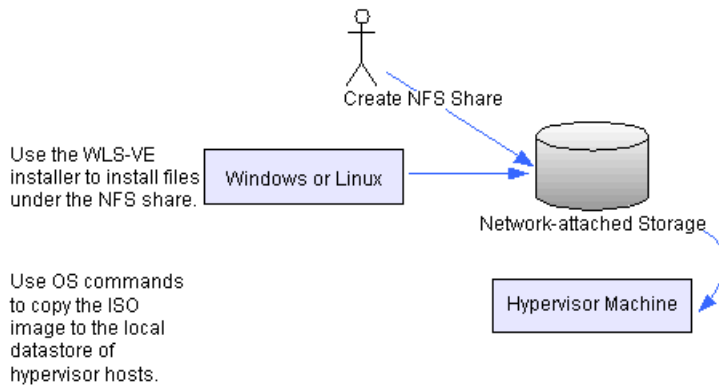 Create NFS Share
Use the WLS-VE
installer to install files
under the NFS share.
Windows or Linux
Network-attached Storage
Use OS commands
to copy the ISO
image to the local
datastore of
hypervisor hosts.
Hypervisor Machine